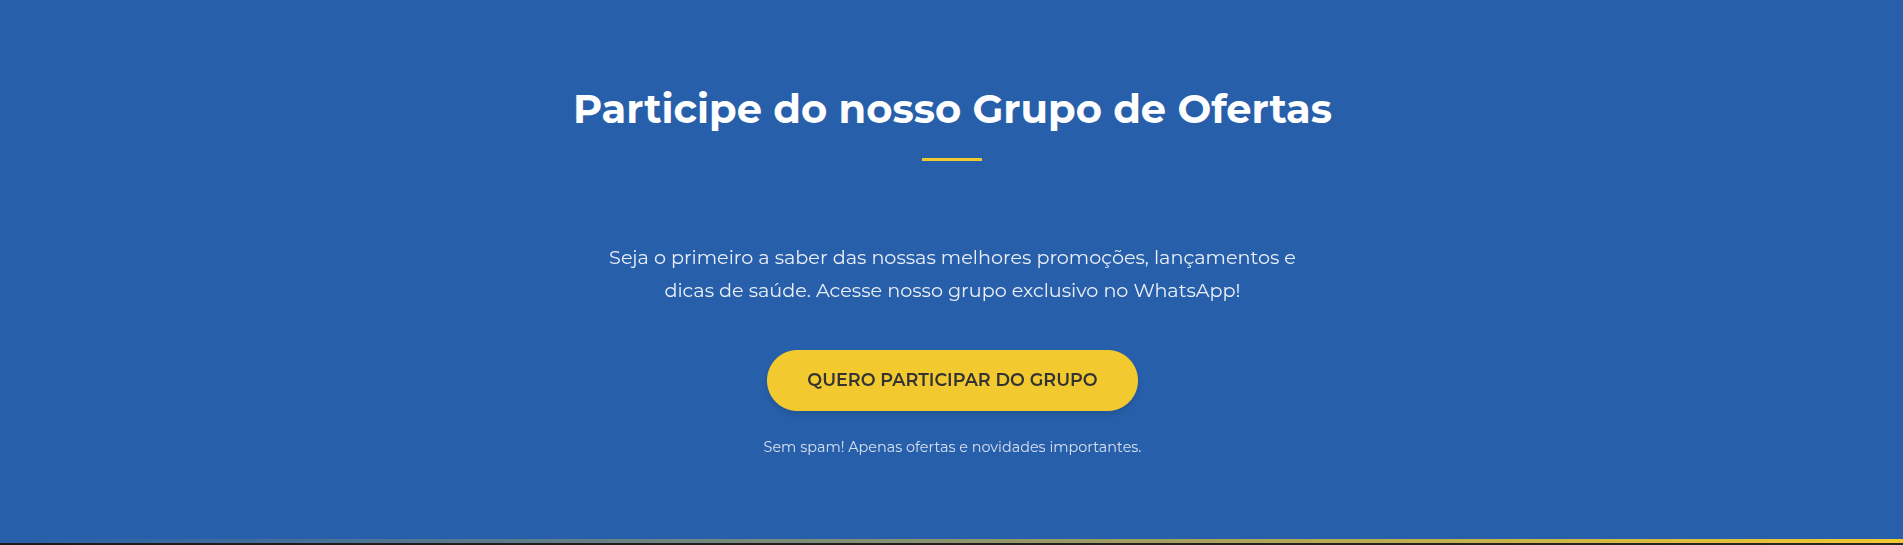 Participe do nosso Grupo de Ofertas
Seja o primeiro a saber das nossas melhores promoções, lançamentos e
dicas de saúde. Acesse nosso grupo exclusivo no WhatsApp!
QUERO PARTICIPAR DO GRUPO
Sem spam! Apenas ofertas e novidades importantes.